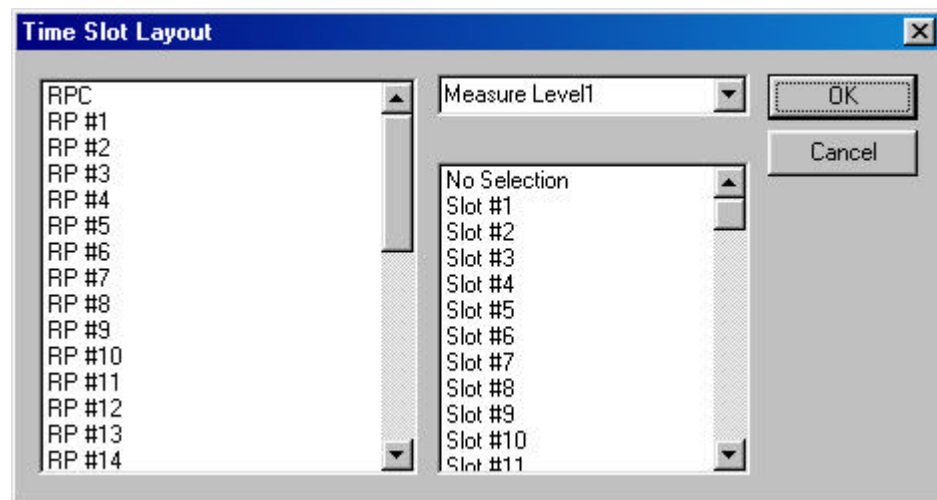 Time Slot Layout
RPC
RP #1
RP #2
RP #3
RP #4
RP #5
RP #6
RP #7
RP #8
RP #9
RP #10
RP #11
RP #12
RP #13
RP #14
Measure Level1
No Selection
Slot #1
Slot #2
Slot #3
Slot #4
Slot #5
Slot #6
Slot #7
Slot #8
Slot #9
Slot #10
Slot #11
OK
Cancel